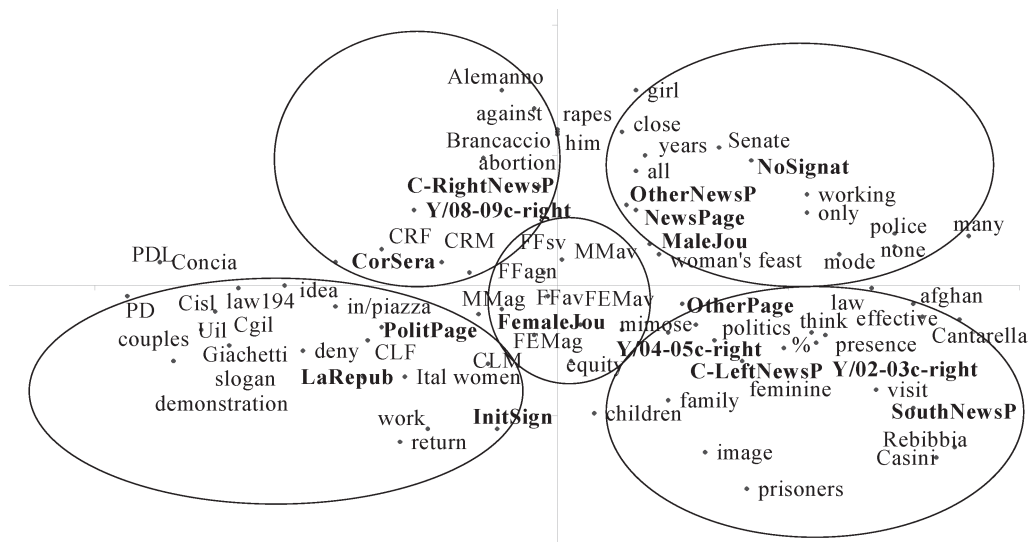 Alemanno
girl
against
rapes
close
Brancaccio
him
years
Senate
abortion
all
NoSignat
C-RightNewsP
OtherNewsP
working
Y/08-09c-right
NewsPage
only
CRF
CRM
FFsv
MMav
MaleJou
police
many
none
PDL
Concia
CorSera
FFagn
woman's feast
mode
Cisl
law194
idea
in/piazza
MMag
FFav
FEMav
OtherPage
law
afghan
PD
couples
Uil
Cgil
PolitPage
FemaleJou
mimose
politics
think
effective
Cantarella
Giachetti
deny
CLF
FEMag
Y/04-05c-right
%
presence
slogan
LaRepub
Ital women
CLM
equity
C-LeftNewsP
Y/02-03c-right
demonstration
feminine
visit
work
InitSign
children
family
SouthNewsP
return
image
Rebibbia
Casini
prisoners